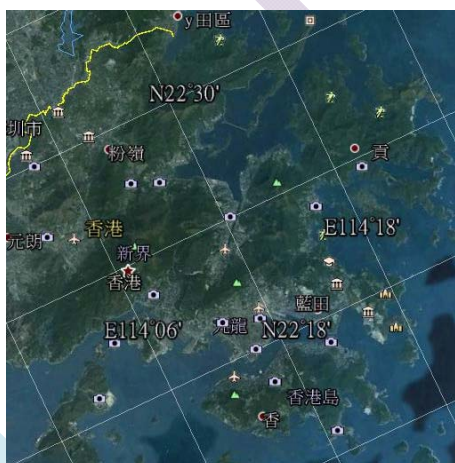 y田區
N22°30'
圳市
粉嶺
貢
元朗
香港
新界
香港
E114°18'
藍田
E114°06'
九龍
N22°18'
香港島
香